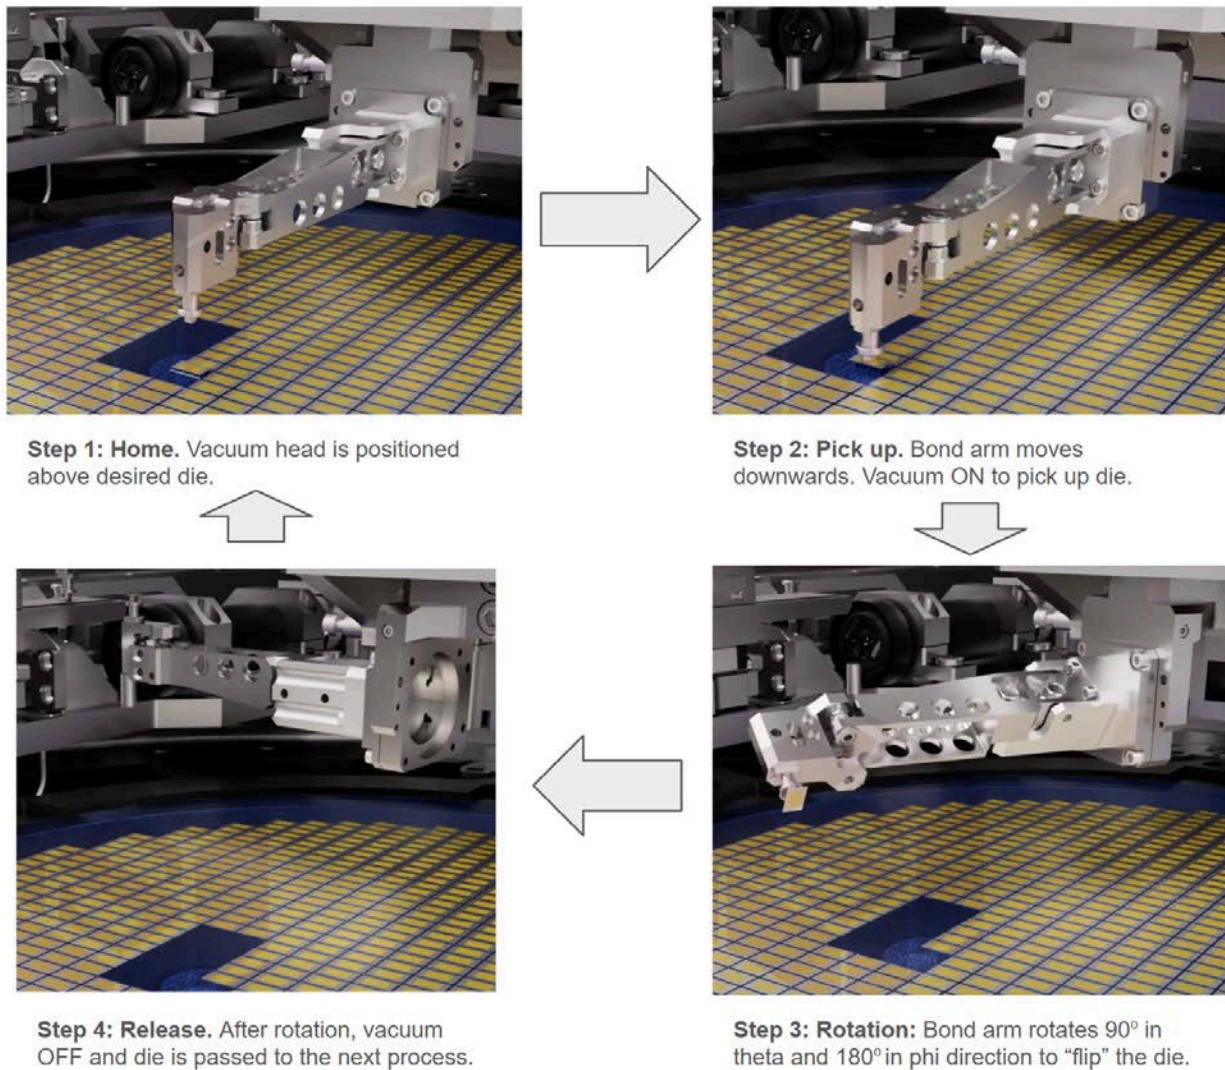 Step 1: Home. Vacuum head is positioned
above desired die.
Step 2: Pick up. Bond arm moves
downwards. Vacuum ON to pick up die.
Step 3: Rotation: Bond arm rotates 90º in
theta and 180º in phi direction to “flip” the die.
Step 4: Release. After rotation, vacuum
OFF and die is passed to the next process.